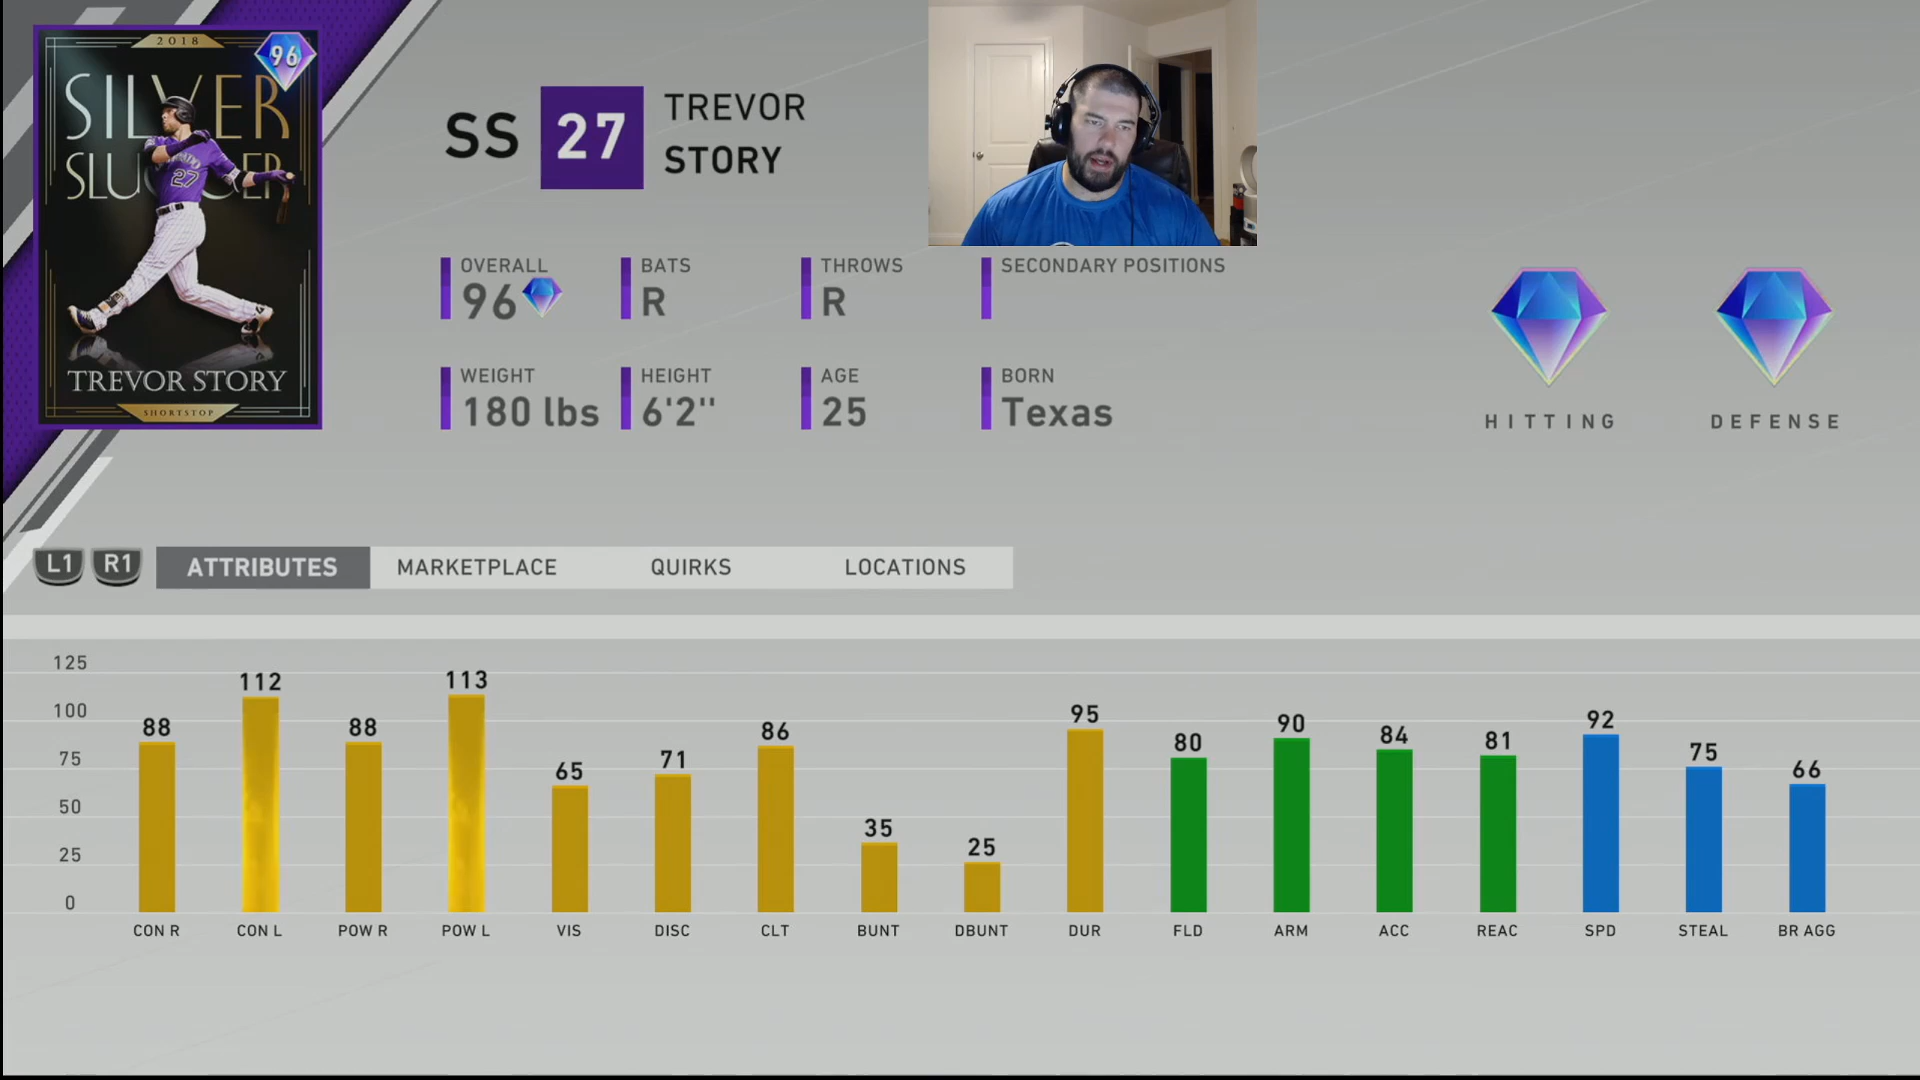 2018
96
SILVER
SLUGGER
27
TREVOR STORY
SHORTSTOP
SS
27
TREVOR
STORY
OVERALL
96
BATS
R
THROWS
R
SECONDARY POSITIONS
WEIGHT
180 lbs
HEIGHT
6'2"
AGE
25
BORN
Texas
HITTING
DEFENSE
L1
R1
ATTRIBUTES
MARKETPLACE
QUIRKS
LOCATIONS
125
100
75
50
25
0
88
112
88
113
65
71
86
35
25
95
80
90
84
81
92
75
66
CON R
CON L
POW R
POW L
VIS
DISC
CLT
BUNT
DBUNT
DUR
FLD
ARM
ACC
REAC
SPD
STEAL
BR AGG